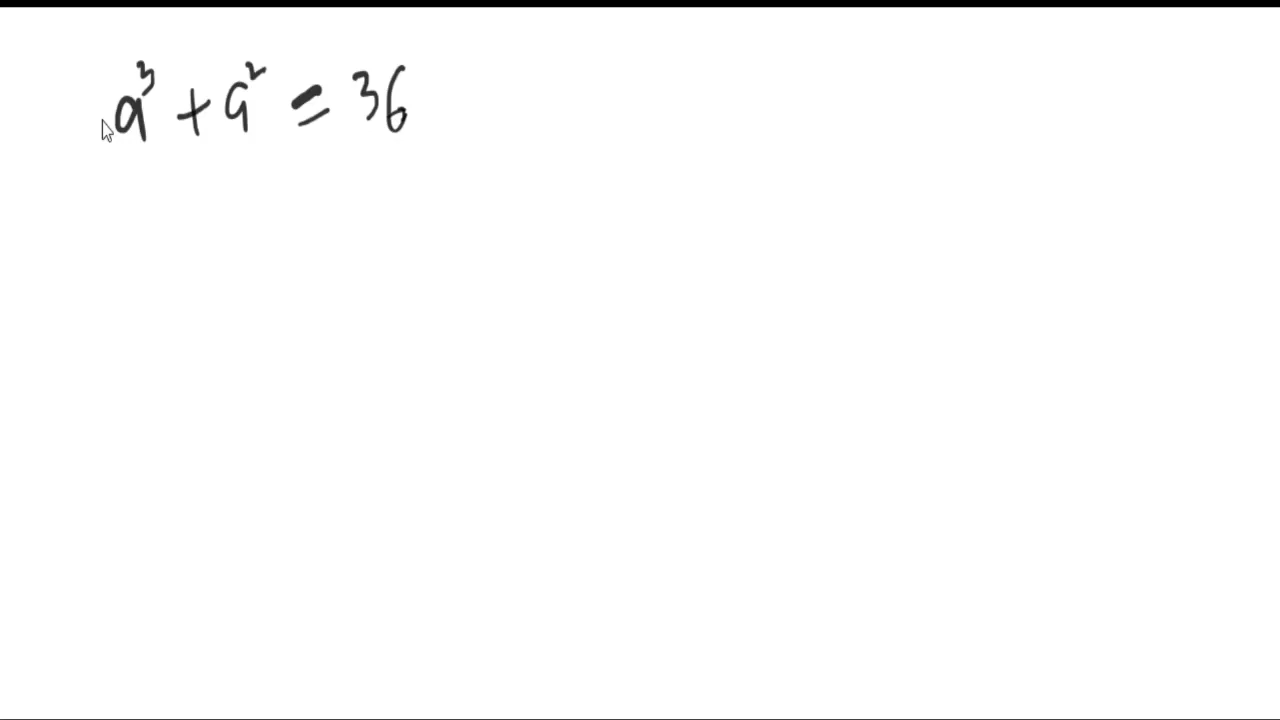 a³ + a² = 36